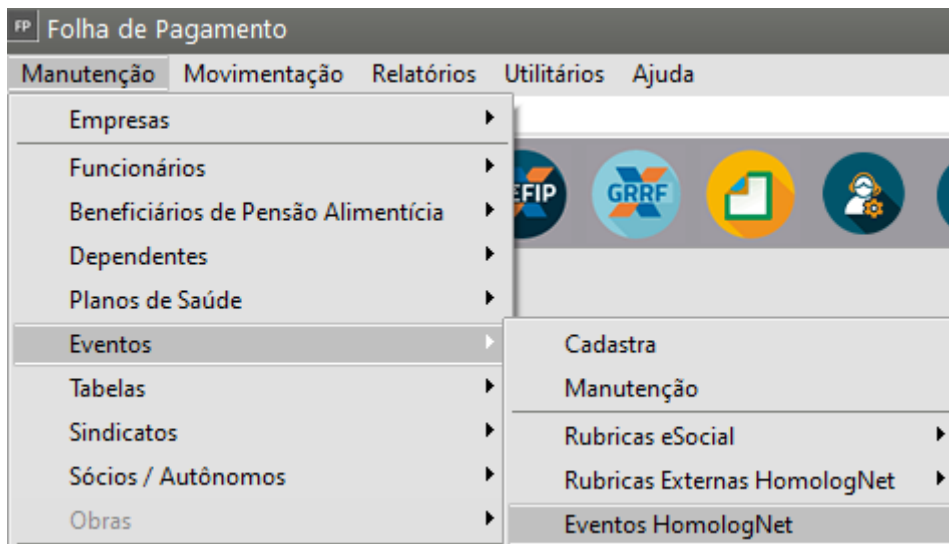 FP Folha de Pagamento
Manutenção Movimentação Relatórios Utilitários Ajuda
Empresas
Funcionários
EFIP GRRF
Beneficiários de Pensão Alimentícia
Dependentes
Planos de Saúde
Eventos
Cadastra
Tabelas
Manutenção
Sindicatos
Rubricas eSocial
Sócios / Autônomos
Rubricas Externas HomologNet
Obras
Eventos HomologNet